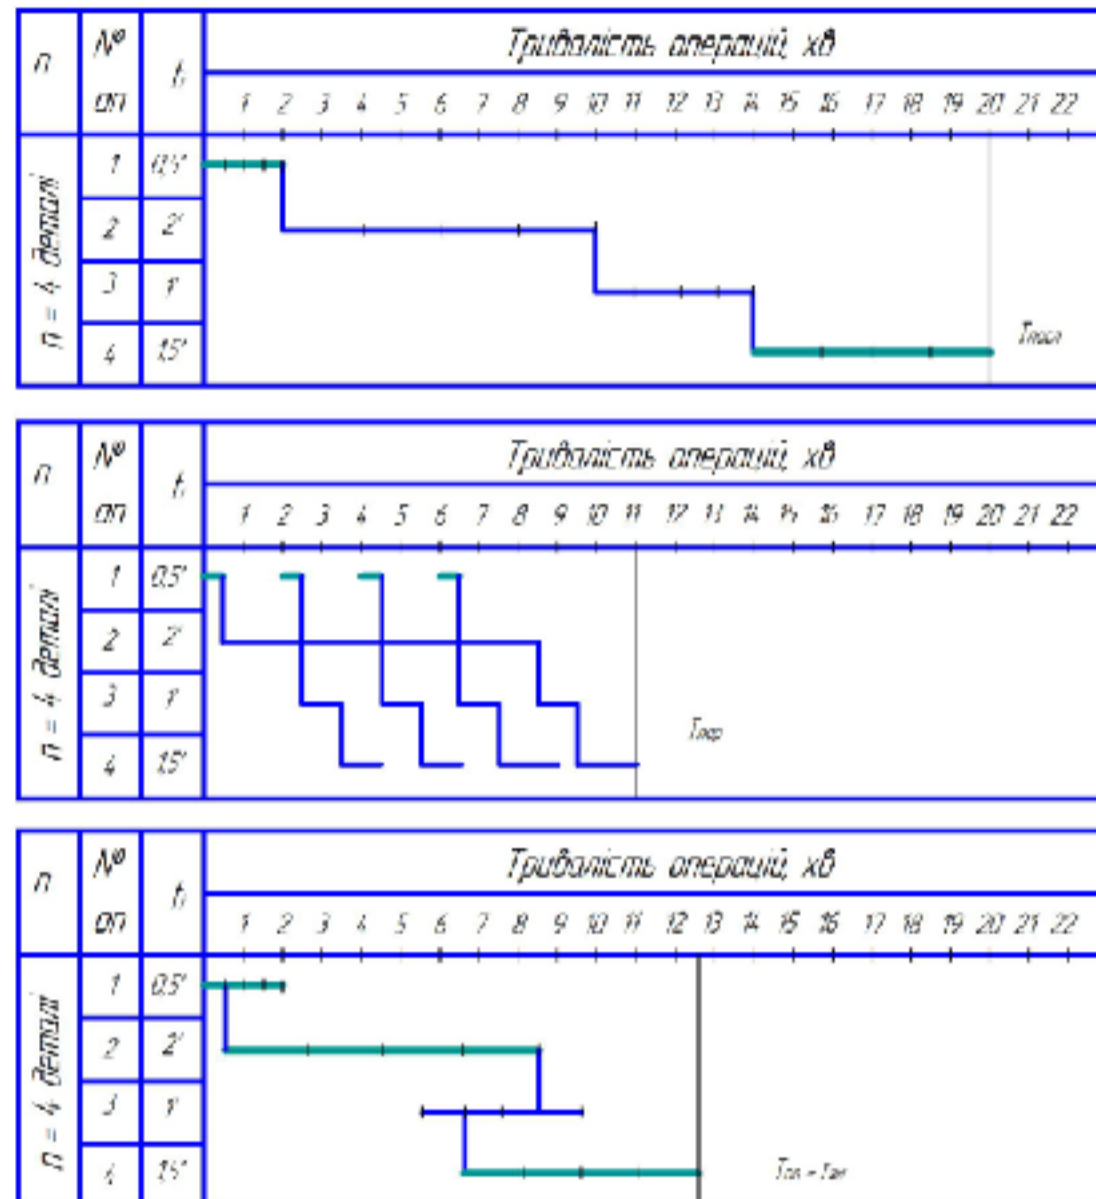 n № оп tᵢ Тривалість операцій, хв
1 2 3 4 5 6 7 8 9 10 11 12 13 14 15 16 17 18 19 20 21 22
n = 4 деталі
1 0,5'
2 2'
3 1'
4 1,5'
Tпосл
n № оп tᵢ Тривалість операцій, хв
1 2 3 4 5 6 7 8 9 10 11 12 13 14 15 16 17 18 19 20 21 22
n = 4 деталі
1 0,5'
2 2'
3 1'
4 1,5'
Tпар
n № оп tᵢ Тривалість операцій, хв
1 2 3 4 5 6 7 8 9 10 11 12 13 14 15 16 17 18 19 20 21 22
n = 4 деталі
1 0,5'
2 2'
3 1'
4 1,5'